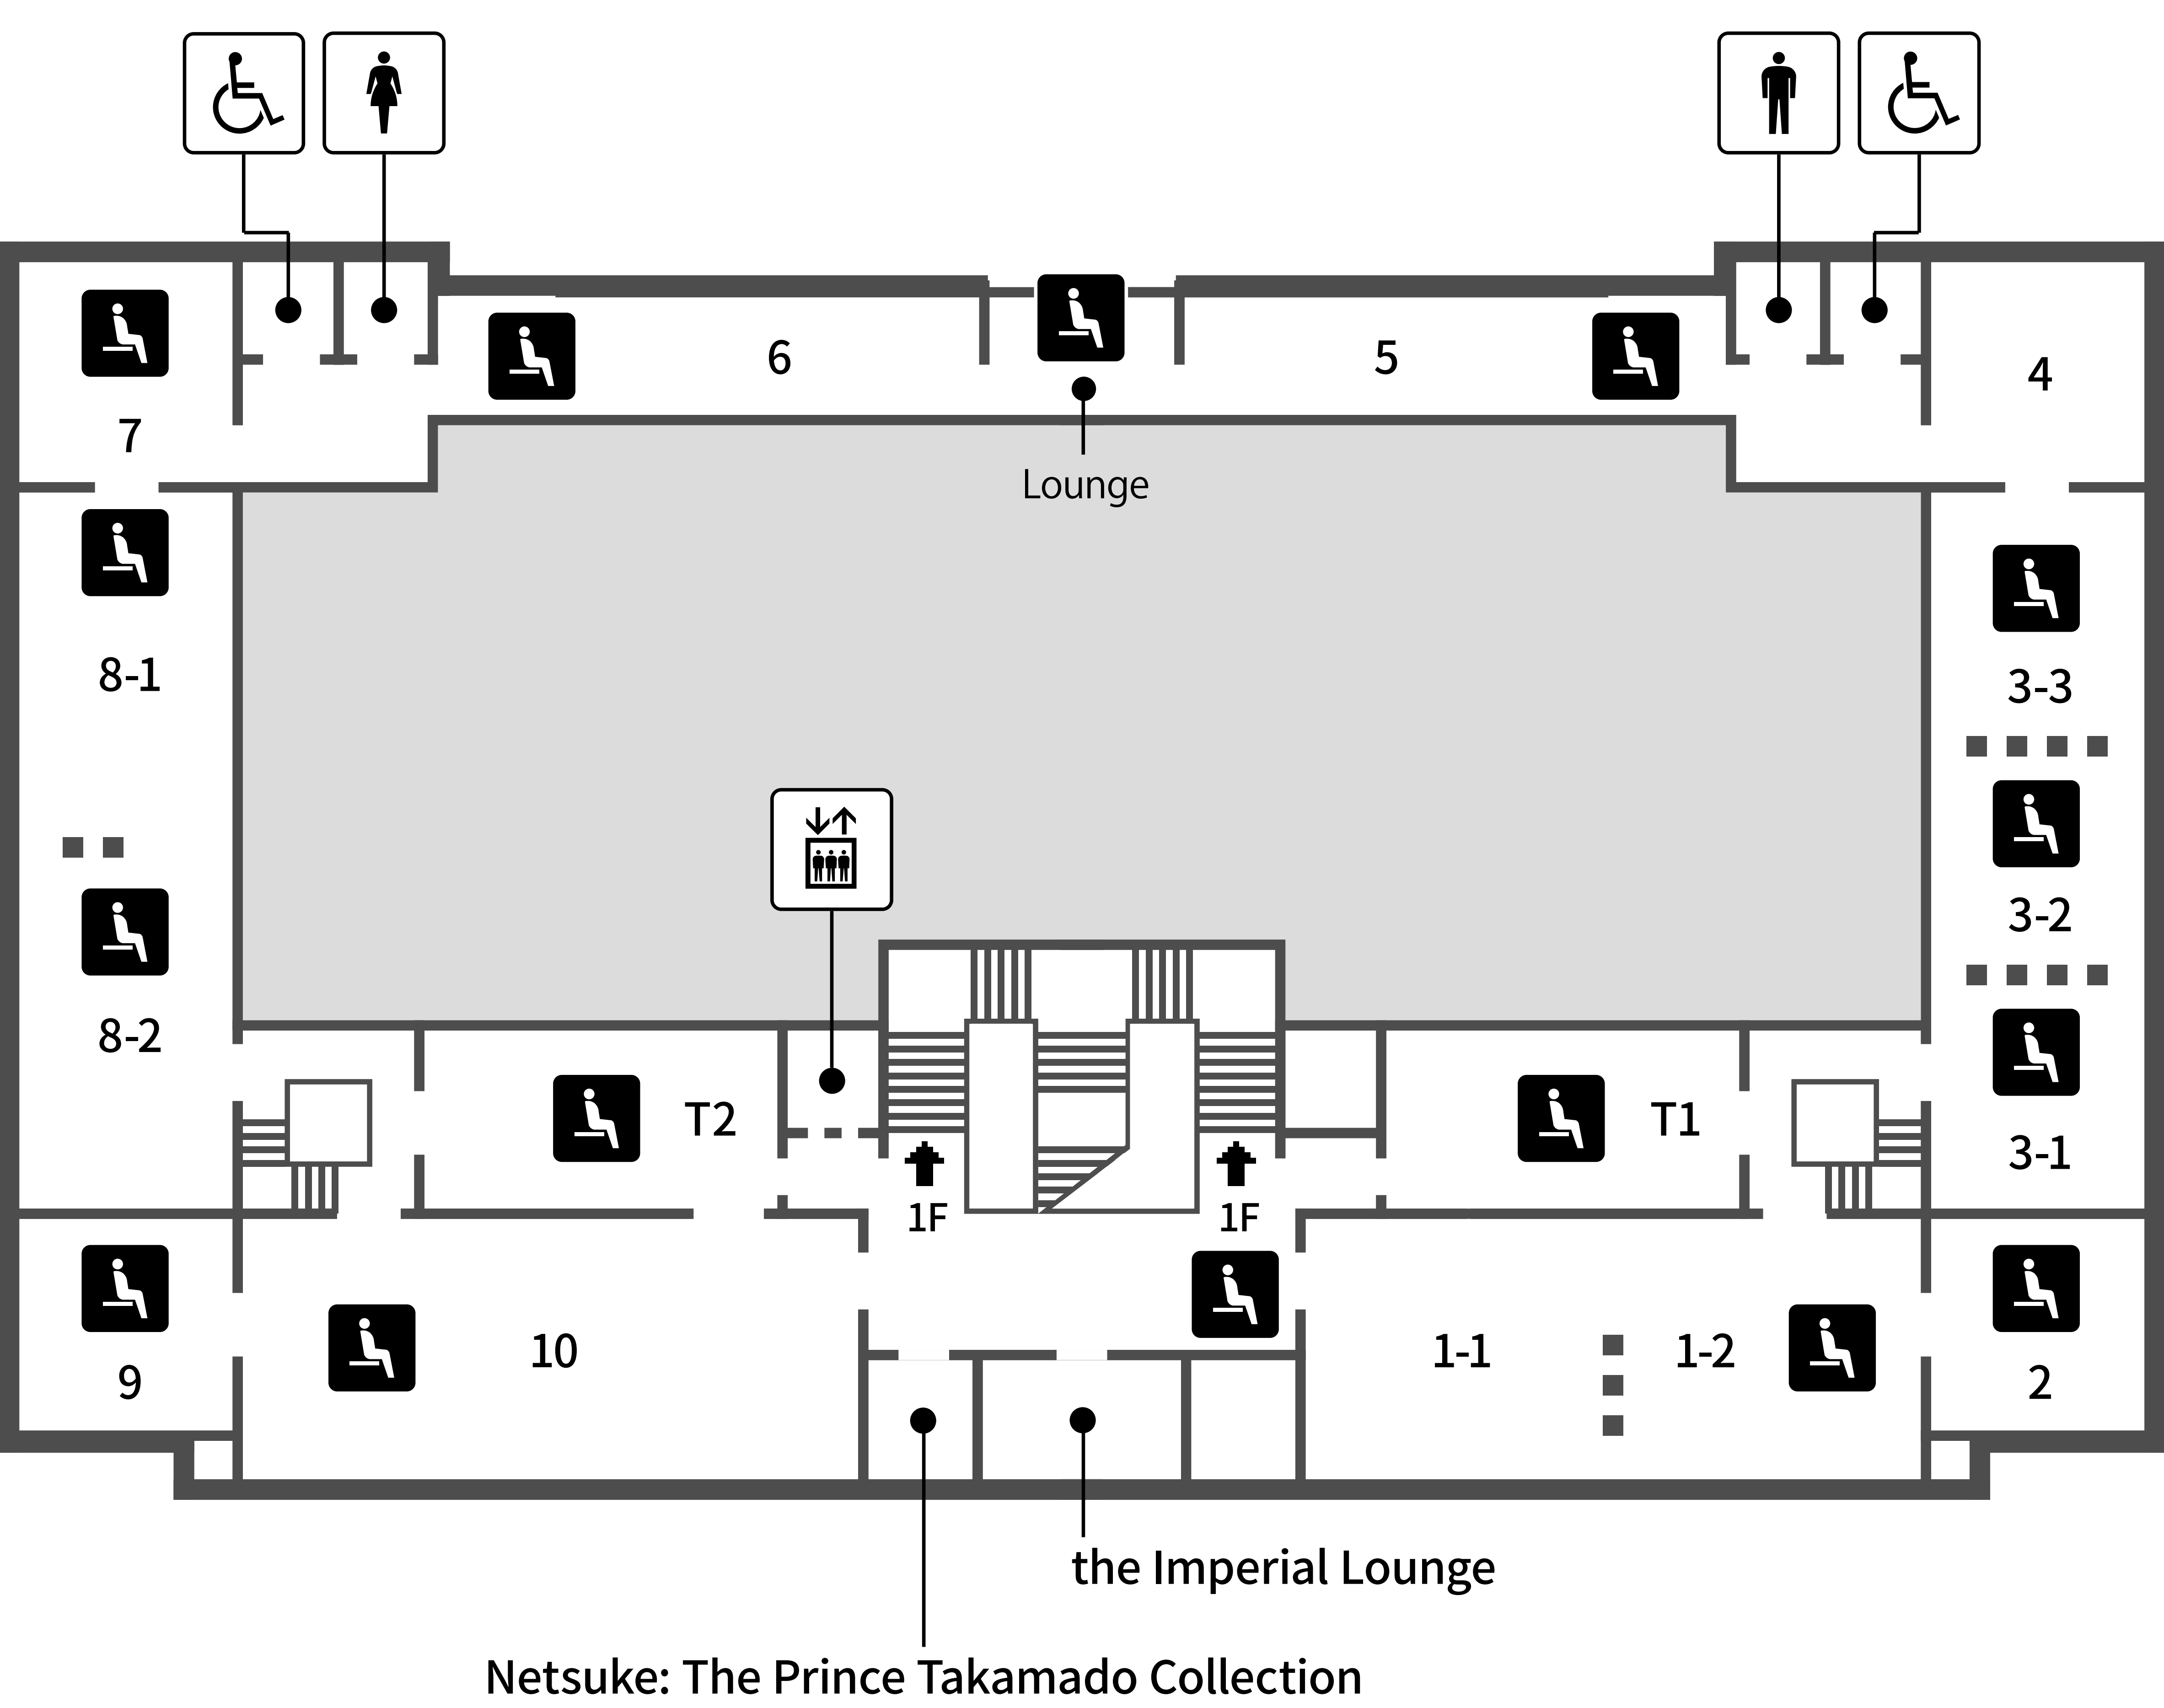 6
5
4
7
Lounge
8-1
3-3
3-2
8-2
T2
T1
3-1
1F
1F
9
10
1-1
1-2
2
the Imperial Lounge
Netsuke: The Prince Takamado Collection